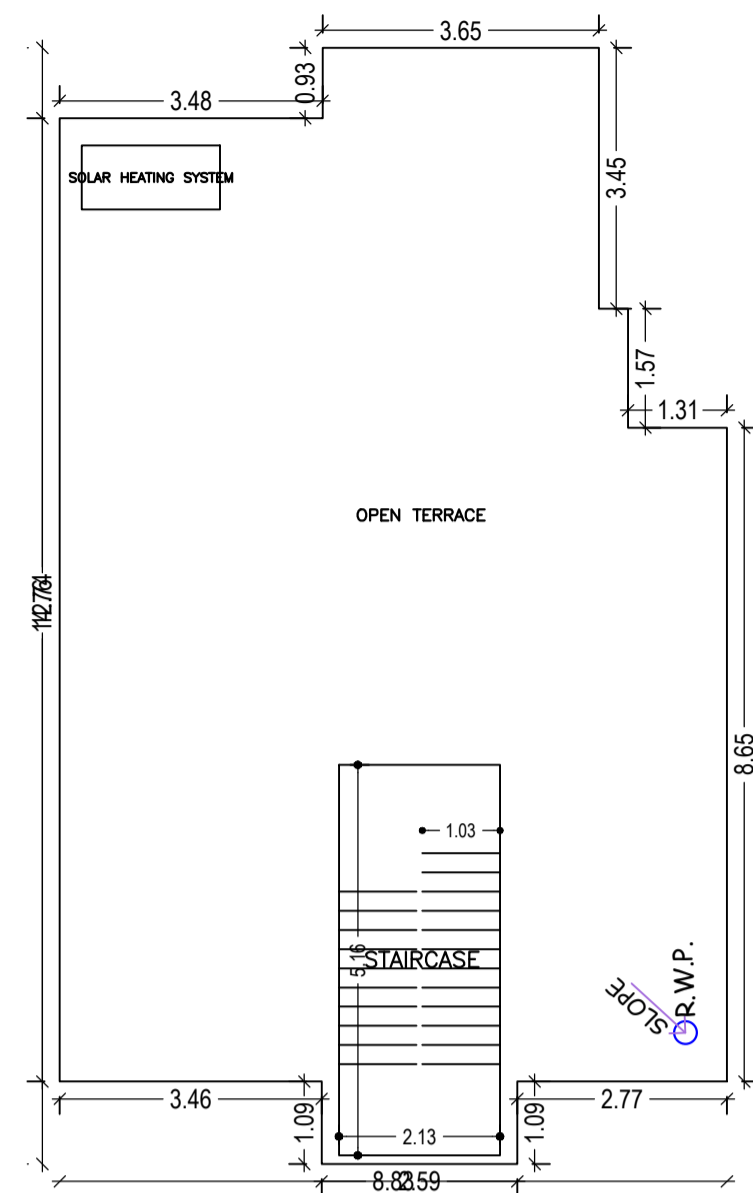 3.65
0.93
3.48
SOLAR HEATING SYSTEM
3.45
1.57
1.31
OPEN TERRACE
8.65
1.03
5.16
STAIRCASE
R.W.P.
SLOPE
3.46
1.09
2.13
1.09
2.77